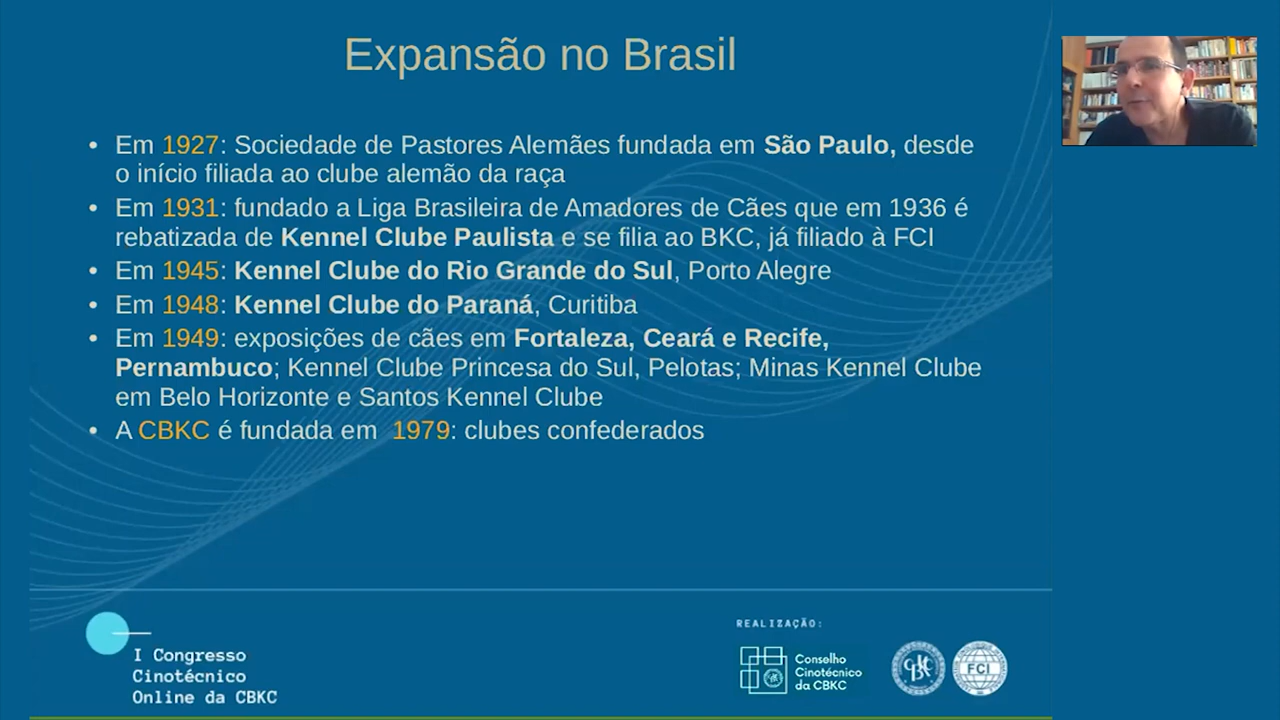 Expansão no Brasil
• Em 1927: Sociedade de Pastores Alemães fundada em São Paulo, desde
o início filiada ao clube alemão da raça
• Em 1931: fundado a Liga Brasileira de Amadores de Cães que em 1936 é
rebatizada de Kennel Clube Paulista e se filia ao BKC, já filiado à FCI
• Em 1945: Kennel Clube do Rio Grande do Sul, Porto Alegre
• Em 1948: Kennel Clube do Paraná, Curitiba
• Em 1949: exposições de cães em Fortaleza, Ceará e Recife,
Pernambuco; Kennel Clube Princesa do Sul, Pelotas; Minas Kennel Clube
em Belo Horizonte e Santos Kennel Clube
• A CBKC é fundada em 1979: clubes confederados
I Congresso
Cinotécnico
Online da CBKC
REALIZAÇÃO:
Conselho
Cinotécnico
da CBKC
FCI